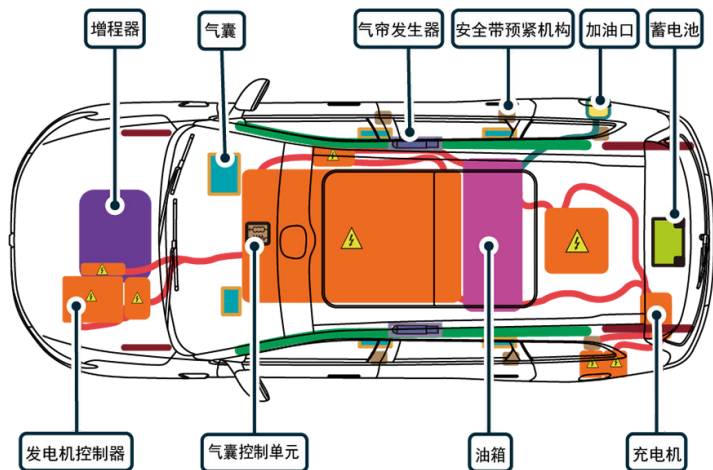 增程器
气囊
气帘发生器
安全带预紧机构
加油口
蓄电池
发电机控制器
气囊控制单元
油箱
充电机